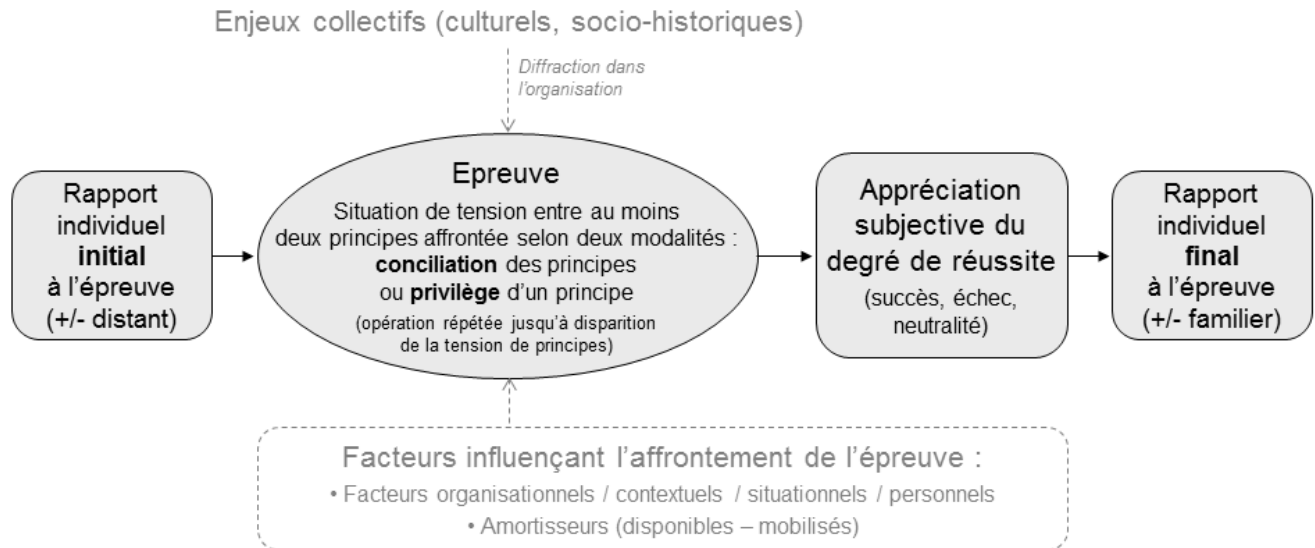 Enjeux collectifs (culturels, socio-historiques)
Diffraction dans
l'organisation
Rapport
individuel
initial
à l'épreuve
(+/- distant)
Epreuve
Situation de tension entre au moins
deux principes affrontée selon deux modalités :
conciliation des principes
ou privilège d'un principe
(opération répétée jusqu'à disparition
de la tension de principes)
Appréciation
subjective du
degré de réussite
(succès, échec,
neutralité)
Rapport
individuel
final
à l'épreuve
(+/- familier)
Facteurs influençant l'affrontement de l'épreuve :
• Facteurs organisationnels / contextuels / situationnels / personnels
• Amortisseurs (disponibles – mobilisés)